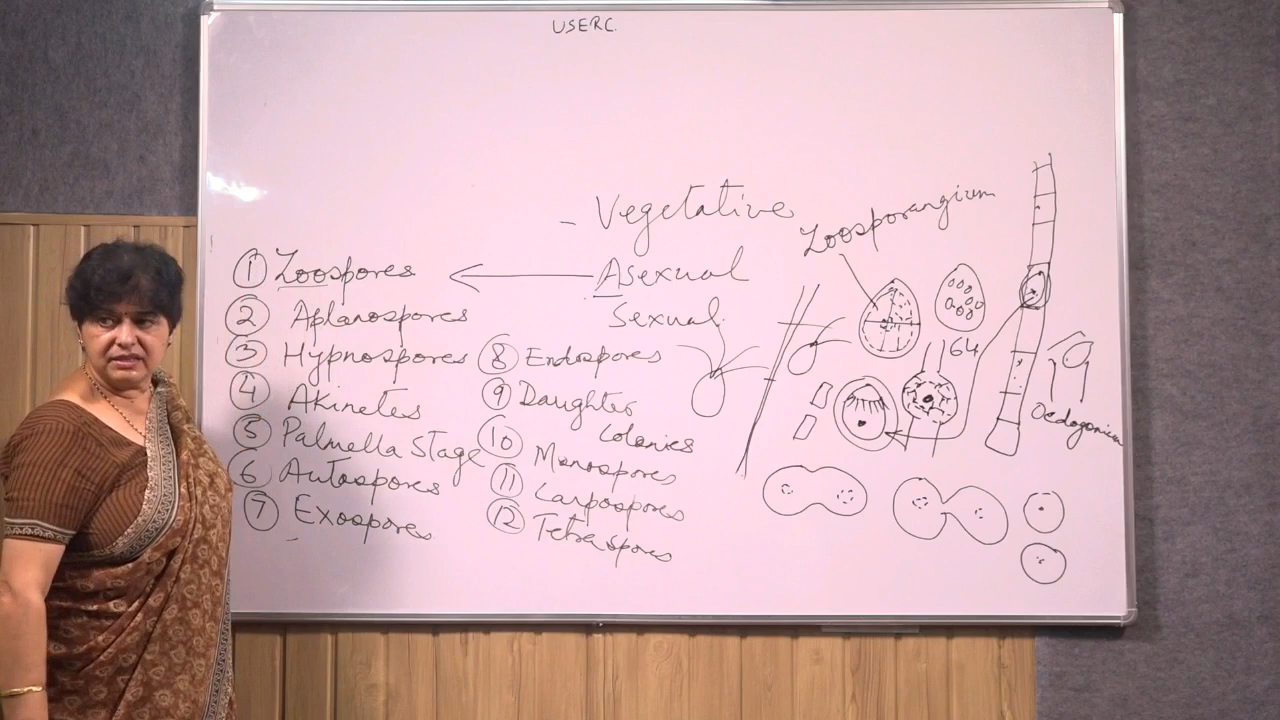 USERC.
- Vegetative
Asexual
Sexual
① Zoospores
② Aplanospores
③ Hypnospores
④ Akinetes
⑤ Palmella Stage
⑥ Autospores
⑦ Exospores
⑧ Endospores
⑨ Daughter
Colonies
⑩ Monospores
⑪ Carpospores
⑫ Tetraspores
Zoosporangium
64
Oedogonium